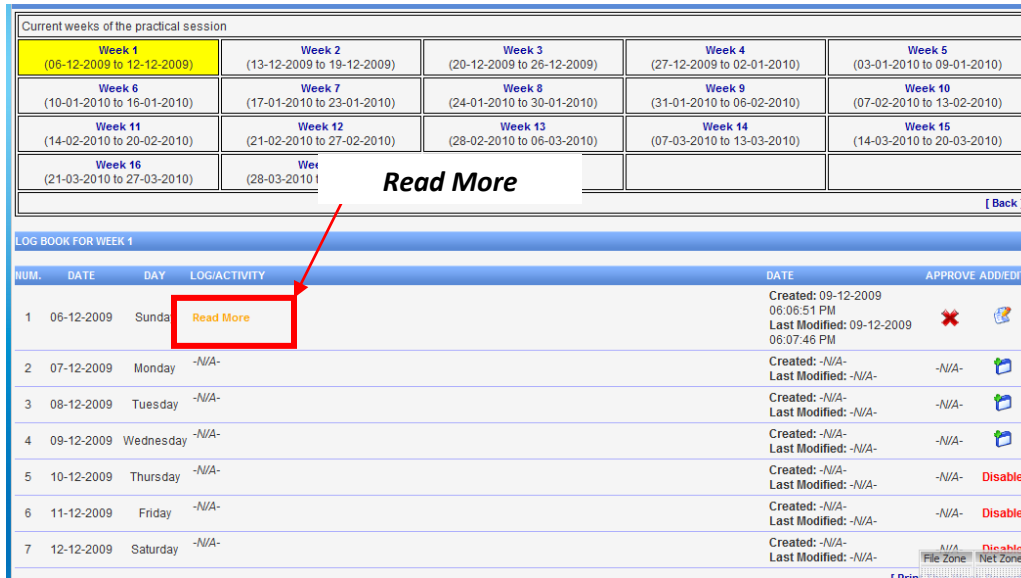 Current weeks of the practical session
Week 1 Week 2 Week 3 Week 4 Week 5
(06-12-2009 to 12-12-2009) (13-12-2009 to 19-12-2009) (20-12-2009 to 26-12-2009) (27-12-2009 to 02-01-2010) (03-01-2010 to 09-01-2010)
Week 6 Week 7 Week 8 Week 9 Week 10
(10-01-2010 to 16-01-2010) (17-01-2010 to 23-01-2010) (24-01-2010 to 30-01-2010) (31-01-2010 to 06-02-2010) (07-02-2010 to 13-02-2010)
Week 11 Week 12 Week 13 Week 14 Week 15
(14-02-2010 to 20-02-2010) (21-02-2010 to 27-02-2010) (28-02-2010 to 06-03-2010) (07-03-2010 to 13-03-2010) (14-03-2010 to 20-03-2010)
Week 16
(21-03-2010 to 27-03-2010) (28-03-2010
Read More
[ Back
LOG BOOK FOR WEEK 1
NUM. DATE DAY LOG/ACTIVITY DATE APPROVE ADD/EDI
1 06-12-2009 Sunday Read More Created: 09-12-2009
06:06:51 PM
Last Modified: 09-12-2009
06:07:46 PM
2 07-12-2009 Monday -N/A- Created: -N/A- -N/A-
Last Modified: -N/A-
3 08-12-2009 Tuesday -N/A- Created: -N/A- -N/A-
Last Modified: -N/A-
4 09-12-2009 Wednesday -N/A- Created: -N/A- -N/A-
Last Modified: -N/A-
5 10-12-2009 Thursday -N/A- Created: -N/A- -N/A- Disable
Last Modified: -N/A-
6 11-12-2009 Friday -N/A- Created: -N/A- -N/A- Disable
Last Modified: -N/A-
7 12-12-2009 Saturday -N/A- Created: -N/A- -N/A- Disable
Last Modified: -N/A-
File Zone Net Zone